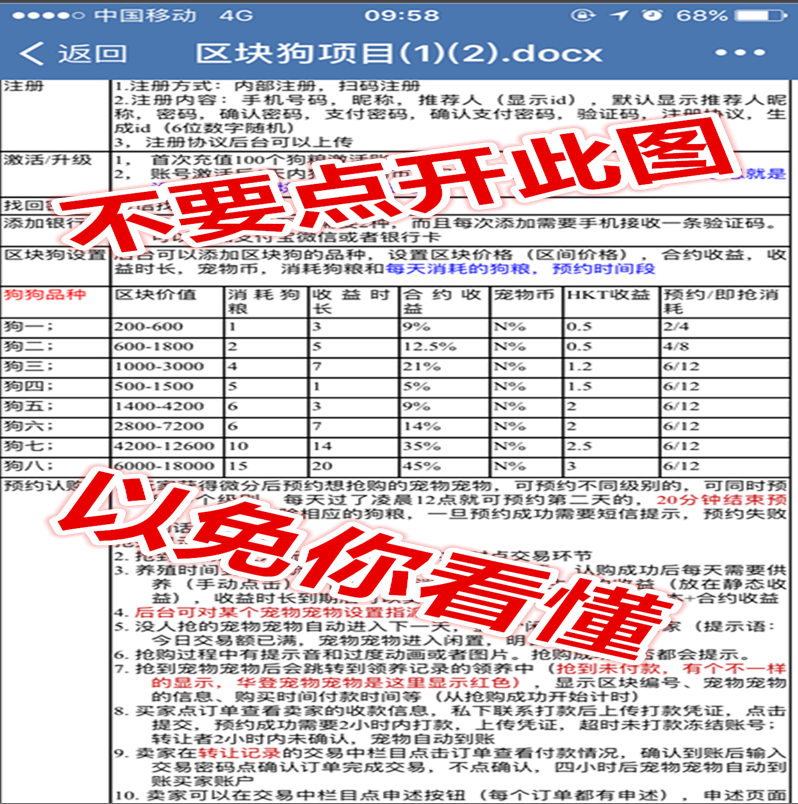 中国移动 4G 09:58 68%
返回 区块狗项目(1)(2).docx
注册 1.注册方式：内部注册，扫码注册
2.注册内容：手机号码，昵称，推荐人（显示id），默认显示推荐人昵
称，密码，确认密码，支付密码，确认支付密码，验证码，注册协议，生
成id（6位数字随机）
3，注册协议后台可以上传
激活/升级 1， 首次充值100个狗粮激活账
2， 账号激活后 就是
不要点开此图
找回密
添加银行 而且每次添加需要手机接收一条验证码。
支付宝微信或者银行卡
区块狗设置 后台可以添加区块狗的品种，设置区块价格（区间价格），合约收益，收
益时长，宠物币，消耗狗粮和每天消耗的狗粮，预约时间段
狗狗品种 区块价值 消耗狗粮 收益时长 合约收益 宠物币 HKT收益 预约/即抢消耗
狗一； 200-600 1 3 9% N% 0.5 2/4
狗二； 600-1800 2 5 12.5% N% 0.5 4/8
狗三； 1000-3000 4 7 21% N% 1.2 6/12
狗四； 500-1500 5 1 5% N% 1.5 6/12
狗五； 1400-4200 6 3 9% N% 2 6/12
狗六； 2800-7200 6 7 14% N% 2 6/12
狗七； 4200-12600 10 14 35% N% 2.5 6/12
狗八； 6000-18000 15 20 45% N% 3 6/12
预约认购 获得微分后预约想抢购的宠物宠物，可预约不同级别的，可同时预
个级别，每天过了凌晨12点就可预约第二天的，20分钟结束预
相应的狗粮，一旦预约成功需要短信提示，预约失败
以免你看懂
2. 抢到 点交易环节
3. 养殖时间 认购成功后每天需要供
养（手动点击） 收益（放在静态收
益），收益时长到期 +合约收益
4. 后台可对某个宠物宠物设置指派
5. 没人抢的宠物宠物自动进入下一天 家（提示语：
今日交易额已满，宠物宠物进入闲置，明
6. 抢购过程中有提示音和过度动画或者图片。抢购成 都会提示。
7. 抢到宠物宠物后会跳转到领养记录的领养中（抢到未付款，有个不一样
的显示，华登宠物宠物是这里显示红色），显示区块编号、宠物宠物
的信息、购买时间付款时间等（从抢购成功开始计时）
8. 买家点订单查看卖家的收款信息，私下联系打款后上传打款凭证，点击
提交，预约成功需要2小时内打款，上传凭证，超时未打款冻结账号；
转让者2小时内未确认，宠物自动到账
9. 卖家在转让记录的交易中栏目点击订单查看付款情况，确认到账后输入
交易密码点确认订单完成交易，不点确认，四小时后宠物宠物自动到
账买家账户
10. 卖家可以在交易中栏目点申述按钮（每个订单都有申述），申述页面